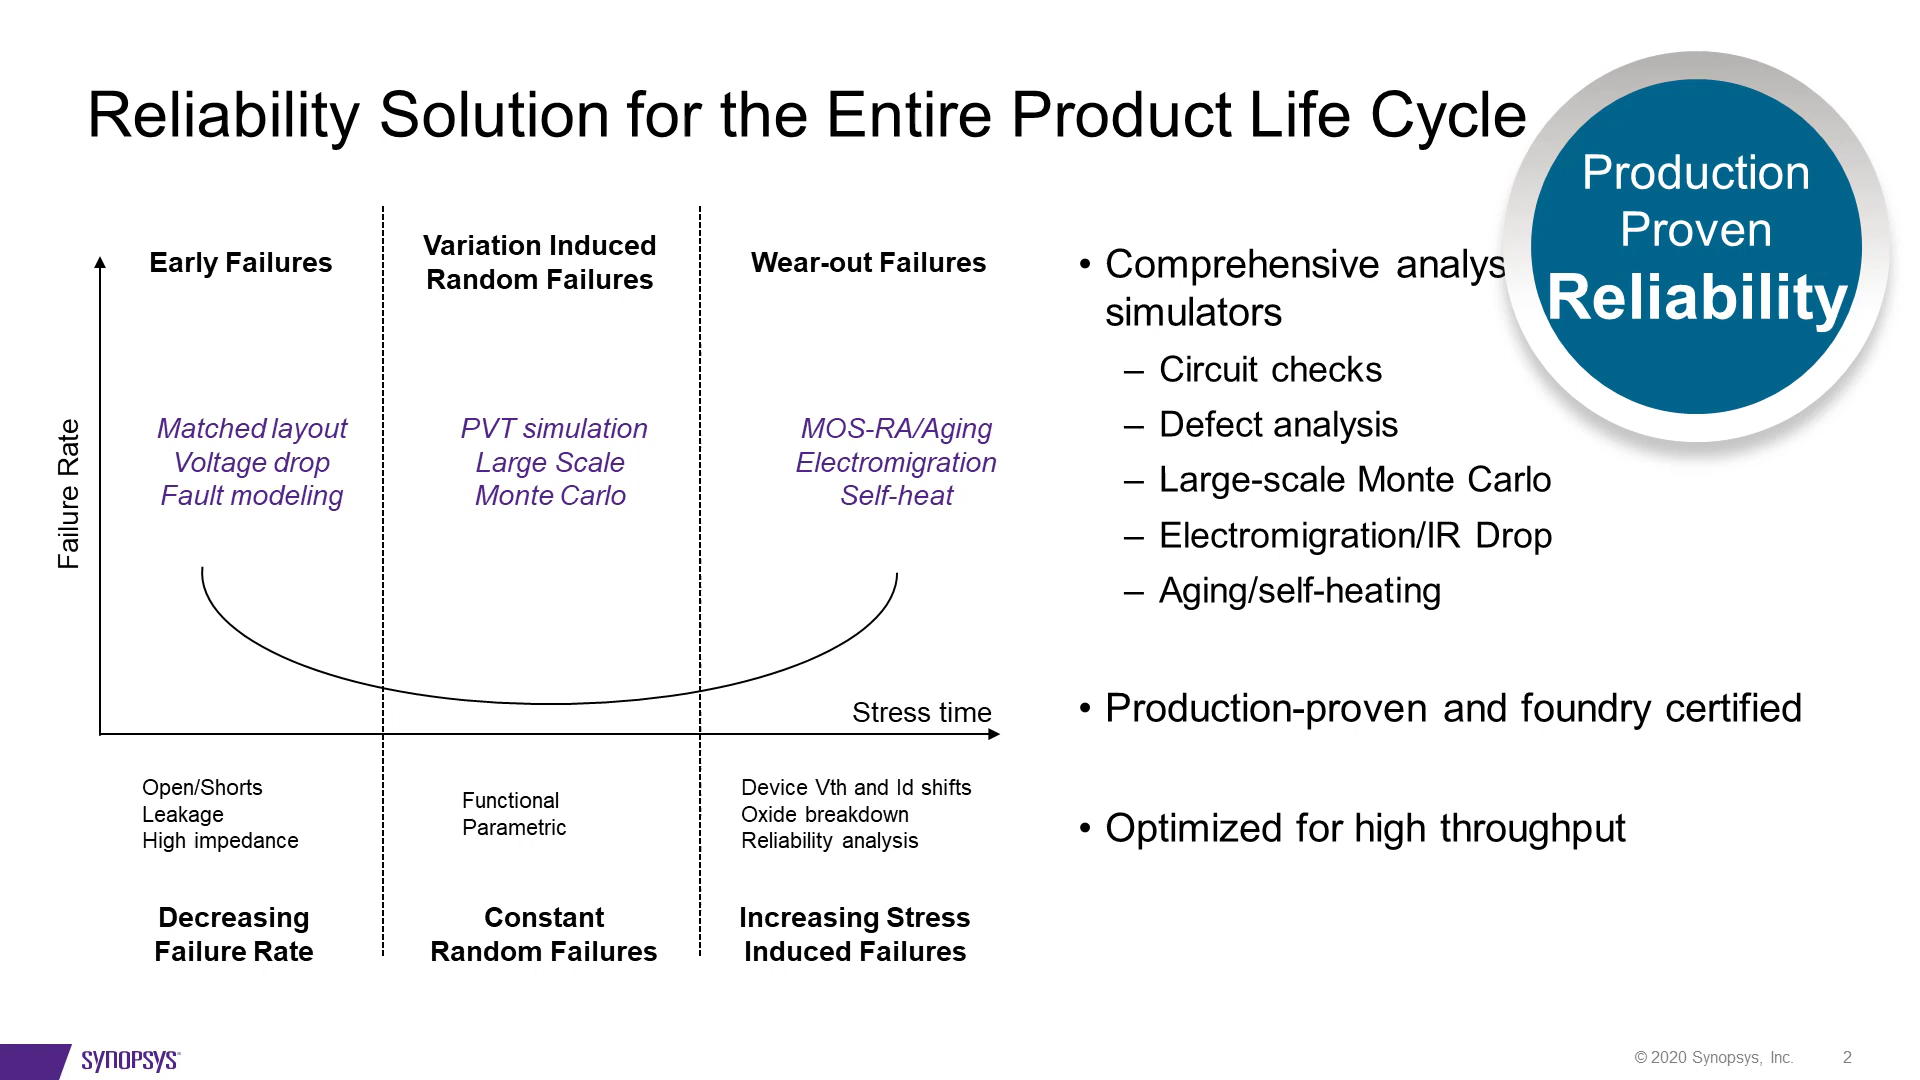 Reliability Solution for the Entire Product Life Cycle
Production
Proven
Reliability
Early Failures
Variation Induced
Random Failures
Wear-out Failures
Failure Rate
Matched layout
Voltage drop
Fault modeling
PVT simulation
Large Scale
Monte Carlo
MOS-RA/Aging
Electromigration
Self-heat
Stress time
Open/Shorts
Leakage
High impedance
Functional
Parametric
Device Vth and Id shifts
Oxide breakdown
Reliability analysis
Decreasing
Failure Rate
Constant
Random Failures
Increasing Stress
Induced Failures
• Comprehensive analys
simulators
– Circuit checks
– Defect analysis
– Large-scale Monte Carlo
– Electromigration/IR Drop
– Aging/self-heating
• Production-proven and foundry certified
• Optimized for high throughput
SYNOPSYS
© 2020 Synopsys, Inc.
2